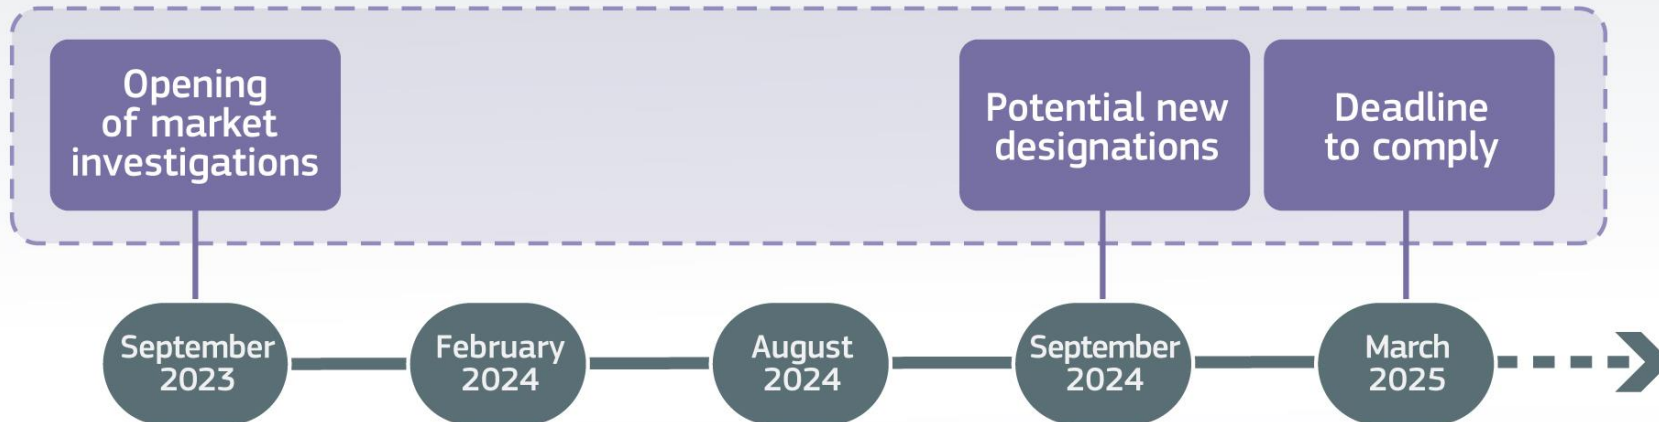 Opening
of market
investigations
Potential new
designations
Deadline
to comply
September
2023
February
2024
August
2024
September
2024
March
2025